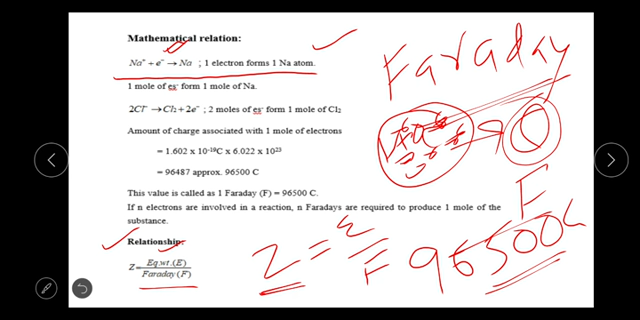 Mathematical relation:
Na⁺ + e⁻ → Na ; 1 electron forms 1 Na atom.
1 mole of es⁻ form 1 mole of Na.
2Cl⁻ → Cl₂ + 2e⁻ ; 2 moles of es⁻ form 1 mole of Cl₂
Amount of charge associated with 1 mole of electrons
= 1.602 x 10⁻¹⁹C x 6.022 x 10²³
= 96487 approx. 96500 C
This value is called as 1 Faraday (F) = 96500 C.
If n electrons are involved in a reaction, n Faradays are required to produce 1 mole of the
substance.
Relationship:
Z = Eq.wt.(E) / Faraday (F)
Faraday
F
Z = E / F 96500 C